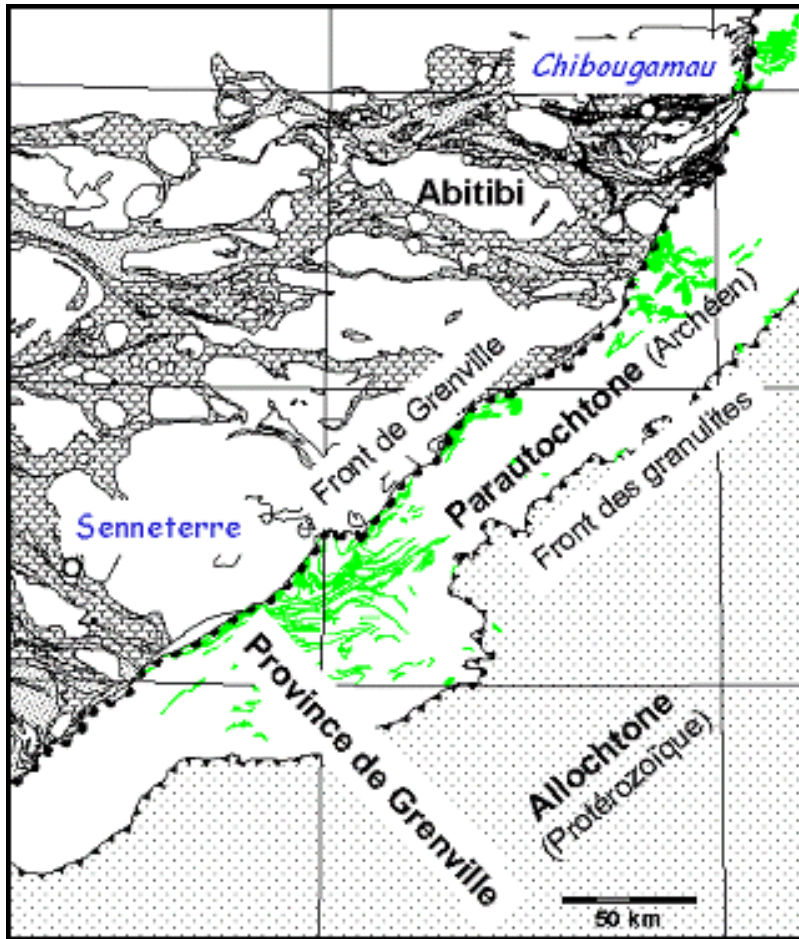 Chibougamau
Abitibi
Front de Grenville
Parautochtone (Archéen)
Front des granulites
Senneterre
Province de Grenville
Allochtone
(Protérozoïque)
50 km